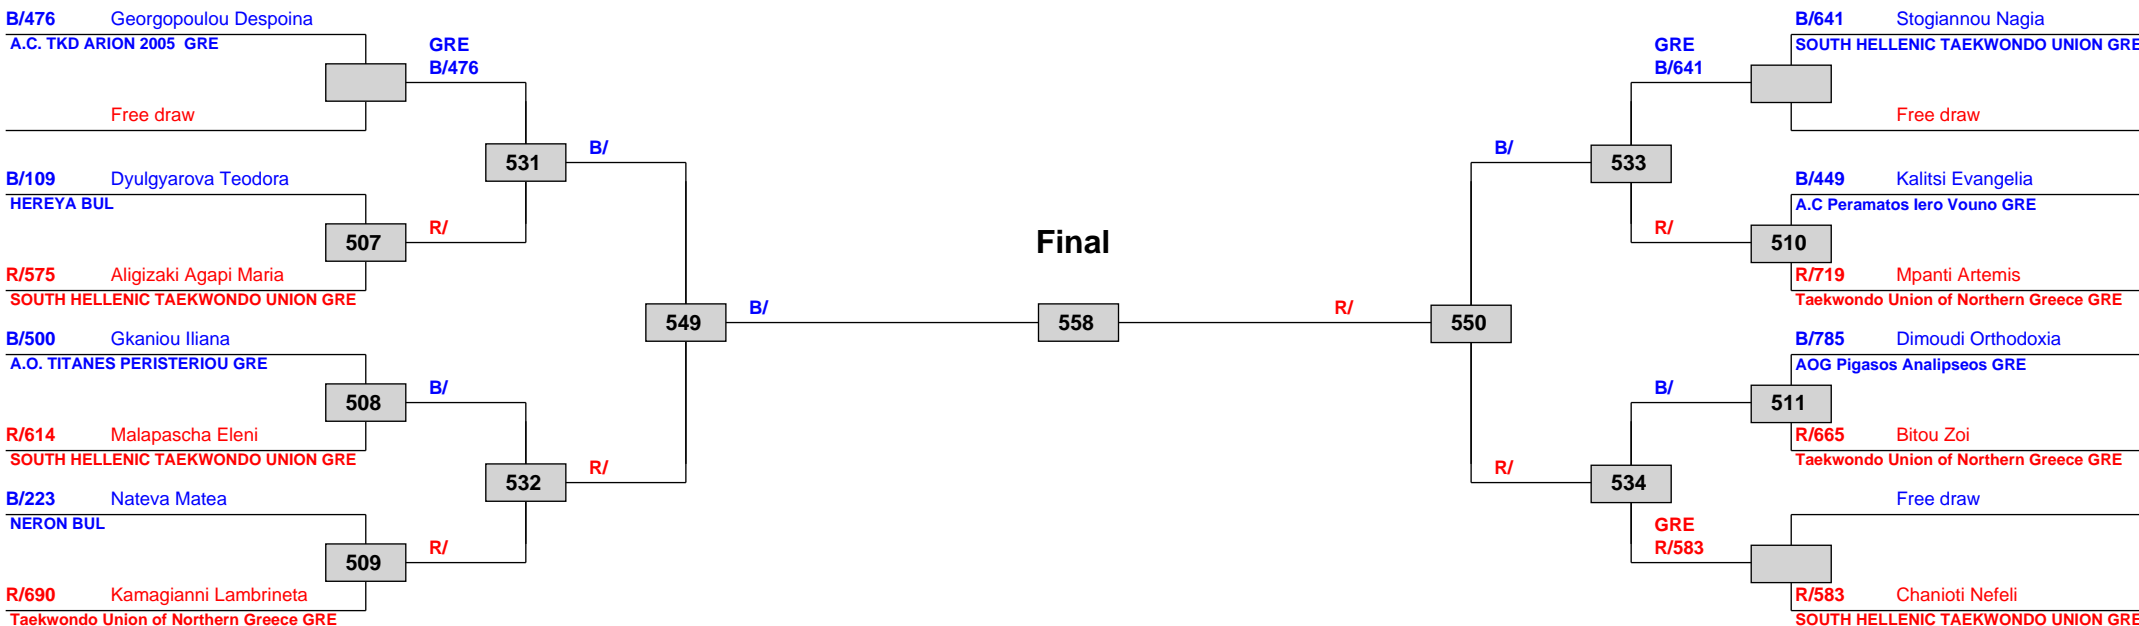 B/476 Georgopoulou Despoina
A.C. TKD ARION 2005 GRE
GRE
B/476
Free draw
531
B/
B/109 Dyulgyarova Teodora
HEREYA BUL
507
R/
R/575 Aligizaki Agapi Maria
SOUTH HELLENIC TAEKWONDO UNION GRE
549
B/
B/500 Gkaniou Iliana
A.O. TITANES PERISTERIOU GRE
508
B/
R/614 Malapascha Eleni
SOUTH HELLENIC TAEKWONDO UNION GRE
532
R/
B/223 Nateva Matea
NERON BUL
509
R/
R/690 Kamagianni Lambrineta
Taekwondo Union of Northern Greece GRE
Final
558
B/641 Stogiannou Nagia
SOUTH HELLENIC TAEKWONDO UNION GRE
GRE
B/641
Free draw
B/
533
B/449 Kalitsi Evangelia
A.C Peramatos Iero Vouno GRE
R/
510
R/719 Mpanti Artemis
Taekwondo Union of Northern Greece GRE
R/
550
B/785 Dimoudi Orthodoxia
AOG Pigasos Analipseos GRE
B/
511
R/665 Bitou Zoi
Taekwondo Union of Northern Greece GRE
R/
534
Free draw
GRE
R/583
R/583 Chanioti Nefeli
SOUTH HELLENIC TAEKWONDO UNION GRE